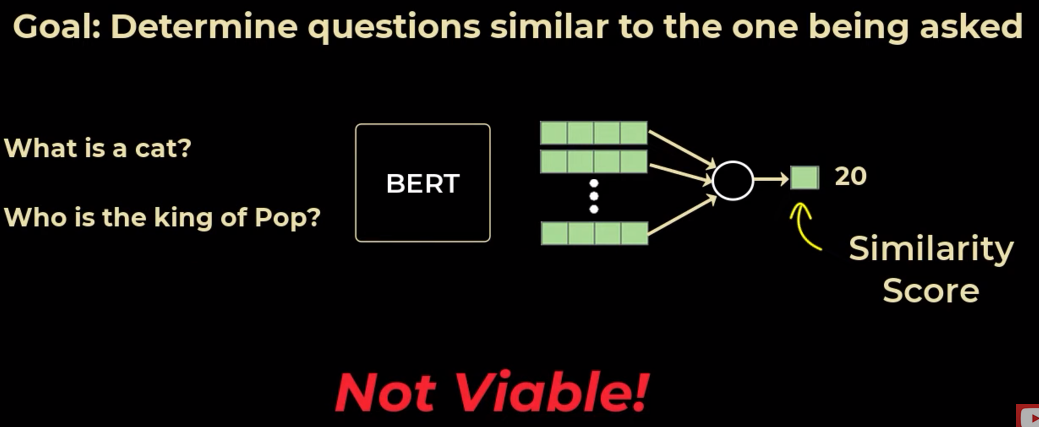 Goal: Determine questions similar to the one being asked
What is a cat?
Who is the king of Pop?
BERT
20
Similarity
Score
Not Viable!